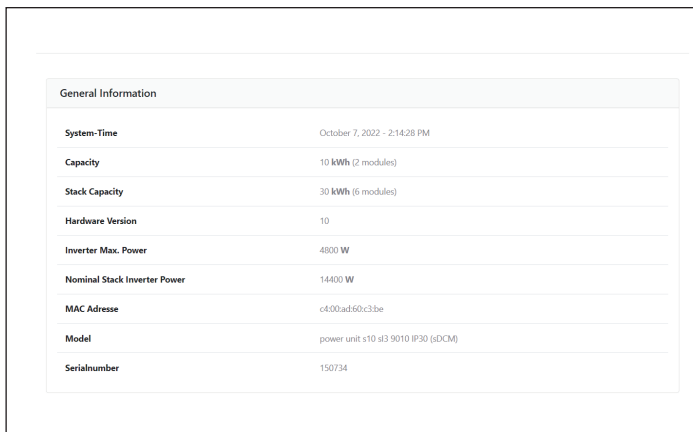 General Information
System-Time October 7, 2022 - 2:14:28 PM
Capacity 10 kWh (2 modules)
Stack Capacity 30 kWh (6 modules)
Hardware Version 10
Inverter Max. Power 4800 W
Nominal Stack Inverter Power 14400 W
MAC Adresse c4:00:ad:60:c3:be
Model power unit s10 sl3 9010 IP30 (sDCM)
Serialnumber 150734